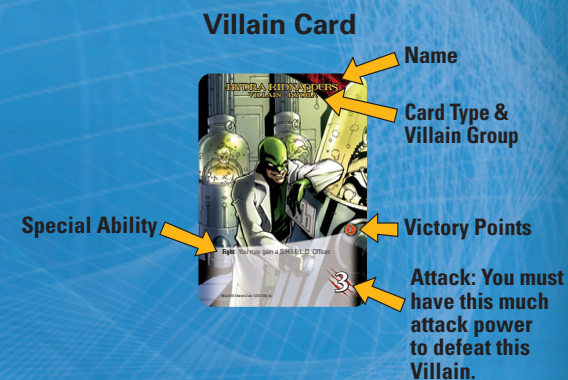 Villain Card
Name
HYDRA KIDNAPPERS
VILLAIN - HYDRA
Card Type &
Villain Group
Special Ability
Victory Points
Fight: You may gain a S.H.I.E.L.D. Officer.
3
Attack: You must
have this much
attack power
to defeat this
Villain.